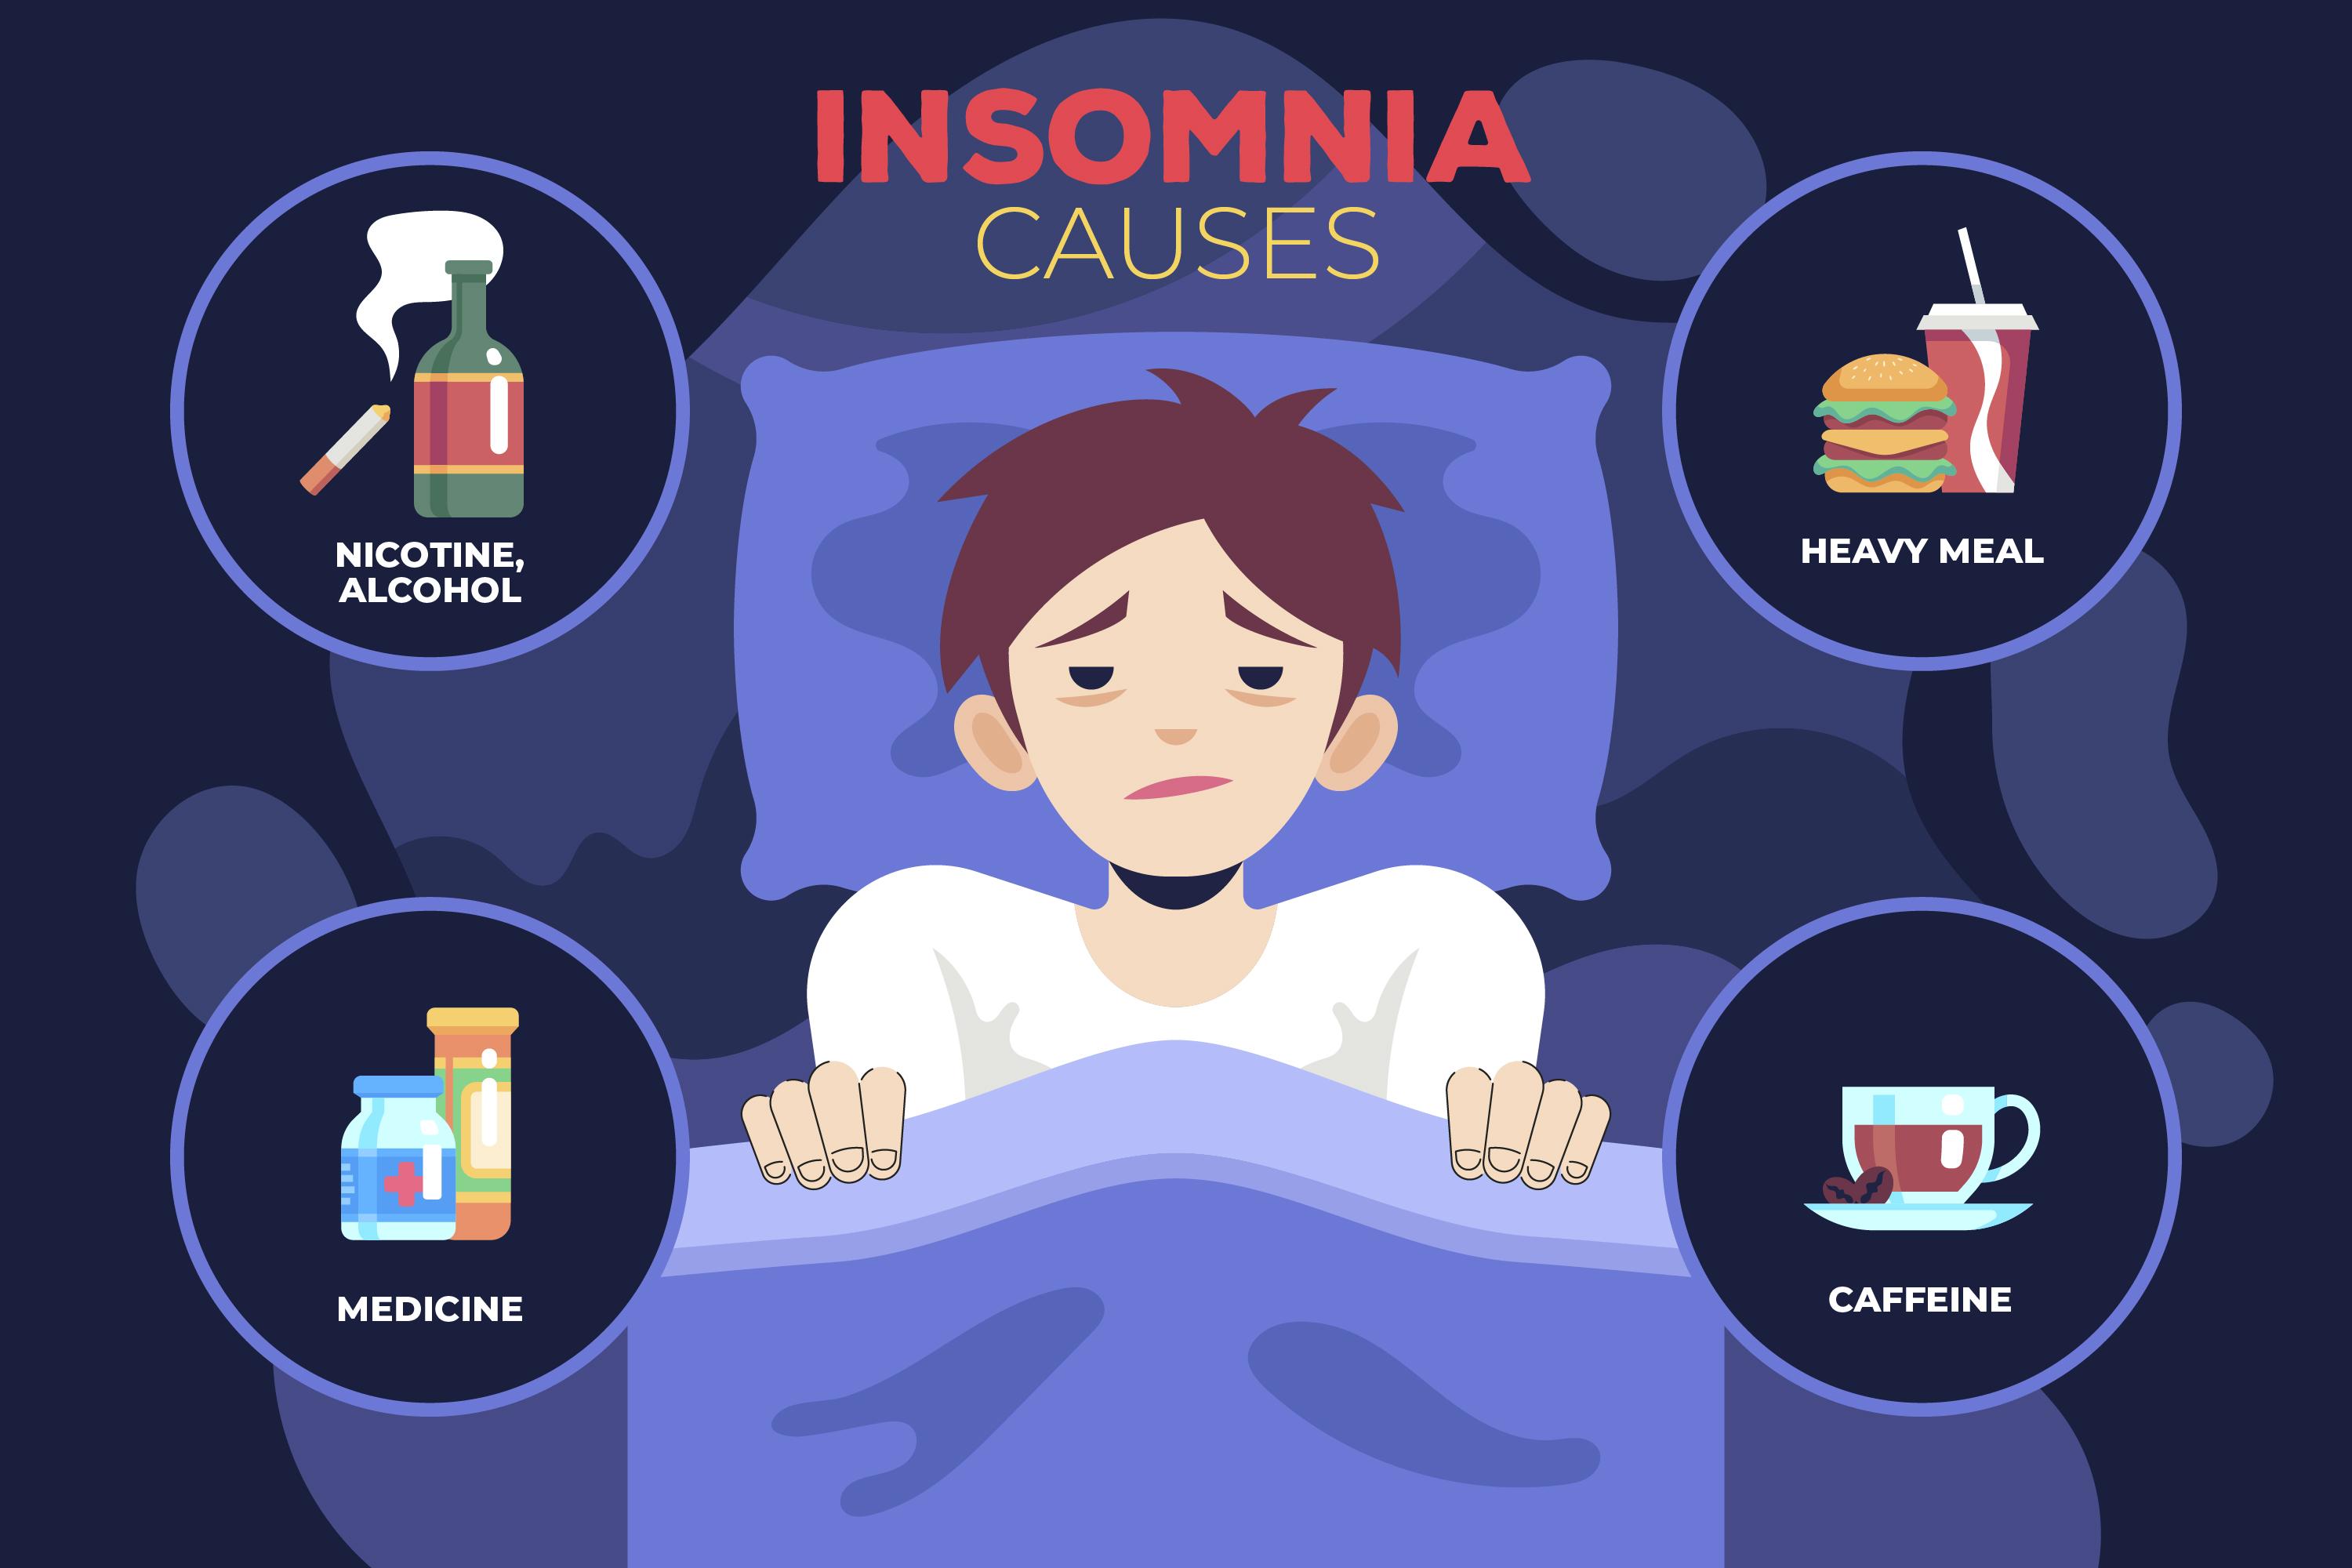 INSOMNIA
CAUSES
NICOTINE,
ALCOHOL
HEAVY MEAL
MEDICINE
CAFFEINE